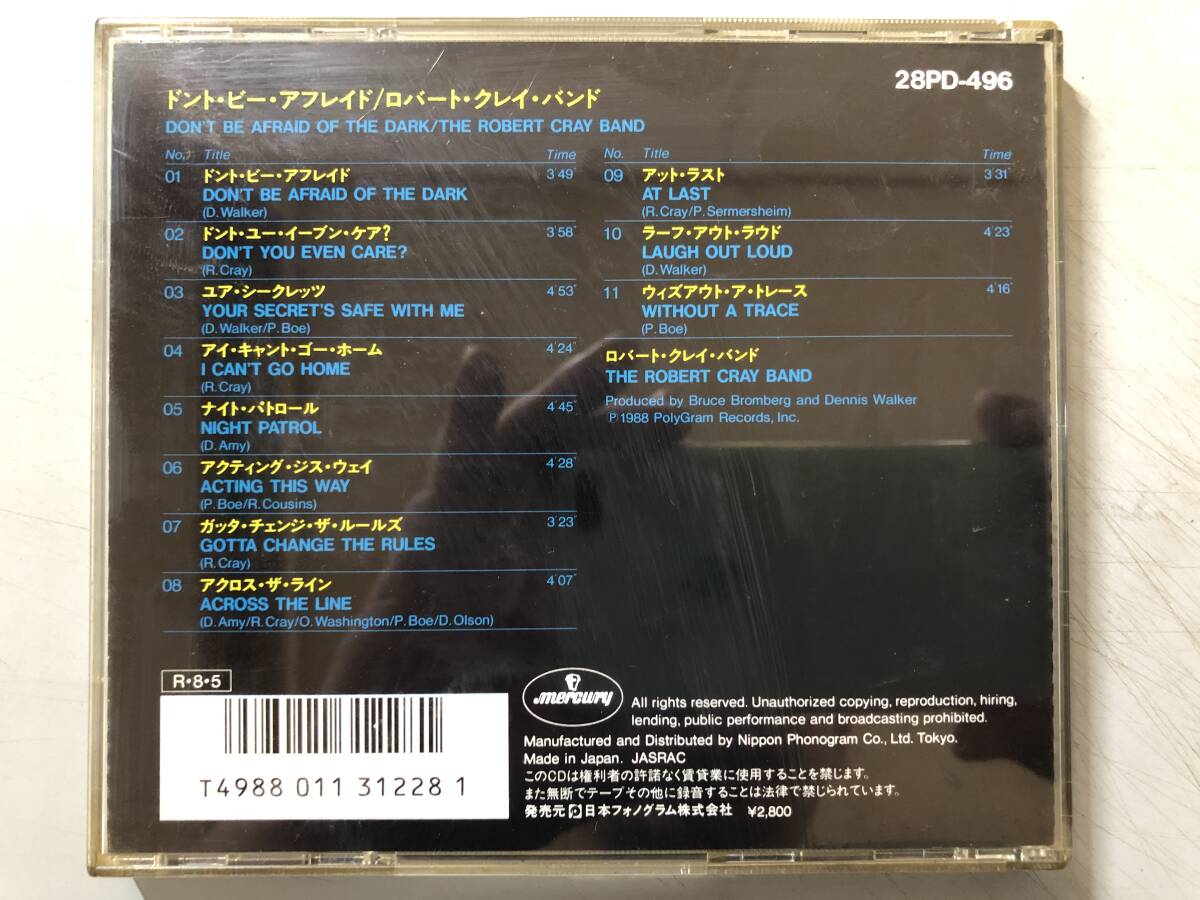 28PD-496
ドント・ビー・アフレイド/ロバート・クレイ・バンド
DON'T BE AFRAID OF THE DARK/THE ROBERT CRAY BAND
No. Title Time
01 ドント・ビー・アフレイド 3'49"
DON'T BE AFRAID OF THE DARK
(D. Walker)
02 ドント・ユー・イーブン・ケア? 3'58"
DON'T YOU EVEN CARE?
(R. Cray)
03 ユア・シークレッツ 4'53"
YOUR SECRET'S SAFE WITH ME
(D. Walker/P. Boe)
04 アイ・キャント・ゴー・ホーム 4'24"
I CAN'T GO HOME
(R. Cray)
05 ナイト・パトロール 4'45"
NIGHT PATROL
(D. Amy)
06 アクティング・ジス・ウェイ 4'28"
ACTING THIS WAY
(P. Boe/R. Cousins)
07 ガッタ・チェンジ・ザ・ルールズ 3'23"
GOTTA CHANGE THE RULES
(R. Cray)
08 アクロス・ザ・ライン 4'07"
ACROSS THE LINE
(D. Amy/R. Cray/O. Washington/P. Boe/D. Olson)
No. Title Time
09 アット・ラスト 3'31"
AT LAST
(R. Cray/P. Sermersheim)
10 ラーフ・アウト・ラウド 4'23"
LAUGH OUT LOUD
(D. Walker)
11 ウィズアウト・ア・トレース 4'16"
WITHOUT A TRACE
(P. Boe)
ロバート・クレイ・バンド
THE ROBERT CRAY BAND
Produced by Bruce Bromberg and Dennis Walker
℗1988 PolyGram Records, Inc.
R・8・5
T4988 011 31228 1
mercury
All rights reserved. Unauthorized copying, reproduction, hiring,
lending, public performance and broadcasting prohibited.
Manufactured and Distributed by Nippon Phonogram Co., Ltd. Tokyo.
Made in Japan. JASRAC
このCDは権利者の許諾なく賃貸業に使用することを禁じます。
また無断でテープその他に録音することは法律で禁じられています。
発売元 日本フォノグラム株式会社 ¥2,800